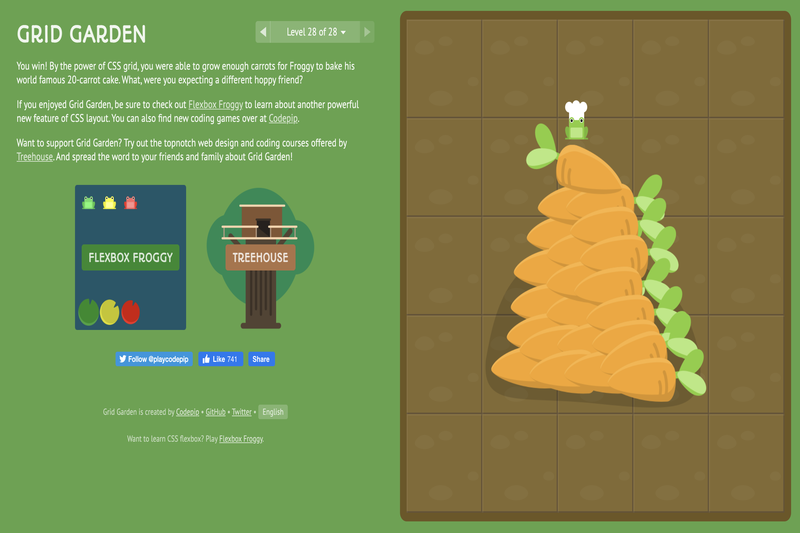 GRID GARDEN
Level 28 of 28
You win! By the power of CSS grid, you were able to grow enough carrots for Froggy to bake his
world famous 20-carrot cake. What, were you expecting a different hoppy friend?
If you enjoyed Grid Garden, be sure to check out Flexbox Froggy to learn about another powerful
new feature of CSS layout. You can also find new coding games over at Codepip.
Want to support Grid Garden? Try out the topnotch web design and coding courses offered by
Treehouse. And spread the word to your friends and family about Grid Garden!
FLEXBOX FROGGY
TREEHOUSE
Follow @playcodepip
Like 741
Share
Grid Garden is created by Codepip • GitHub • Twitter • English
Want to learn CSS flexbox? Play Flexbox Froggy.